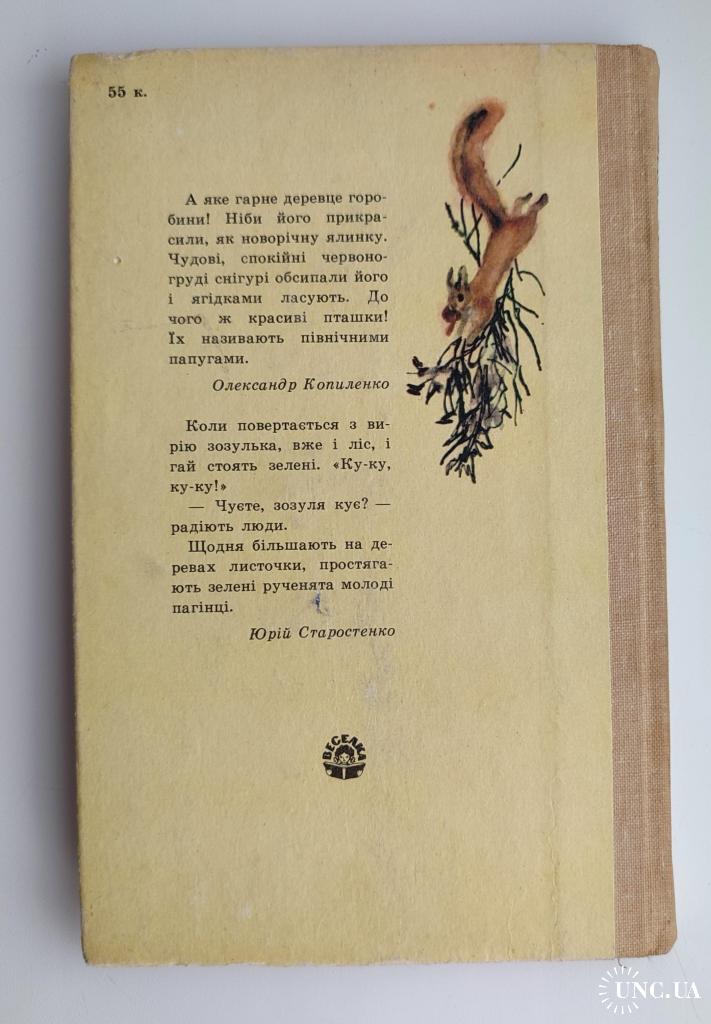 55 к.
А яке гарне деревце горо-
бини! Ніби його прикра-
сили, як новорічну ялинку.
Чудові, спокійні червоно-
груді снігурі обсипали його
і ягідками ласують. До
чого ж красиві пташки!
Їх називають північними
папугами.
Олександр Копиленко
Коли повертається з ви-
рію зозулька, вже і ліс, і
гай стоять зелені. «Ку-ку,
ку-ку!»
— Чуєте, зозуля кує? —
радіють люди.
Щодня більшають на де-
ревах листочки, простяга-
ють зелені рученята молоді
пагінці.
Юрій Старостенко
ВЕСЕЛКА
UNC.UA